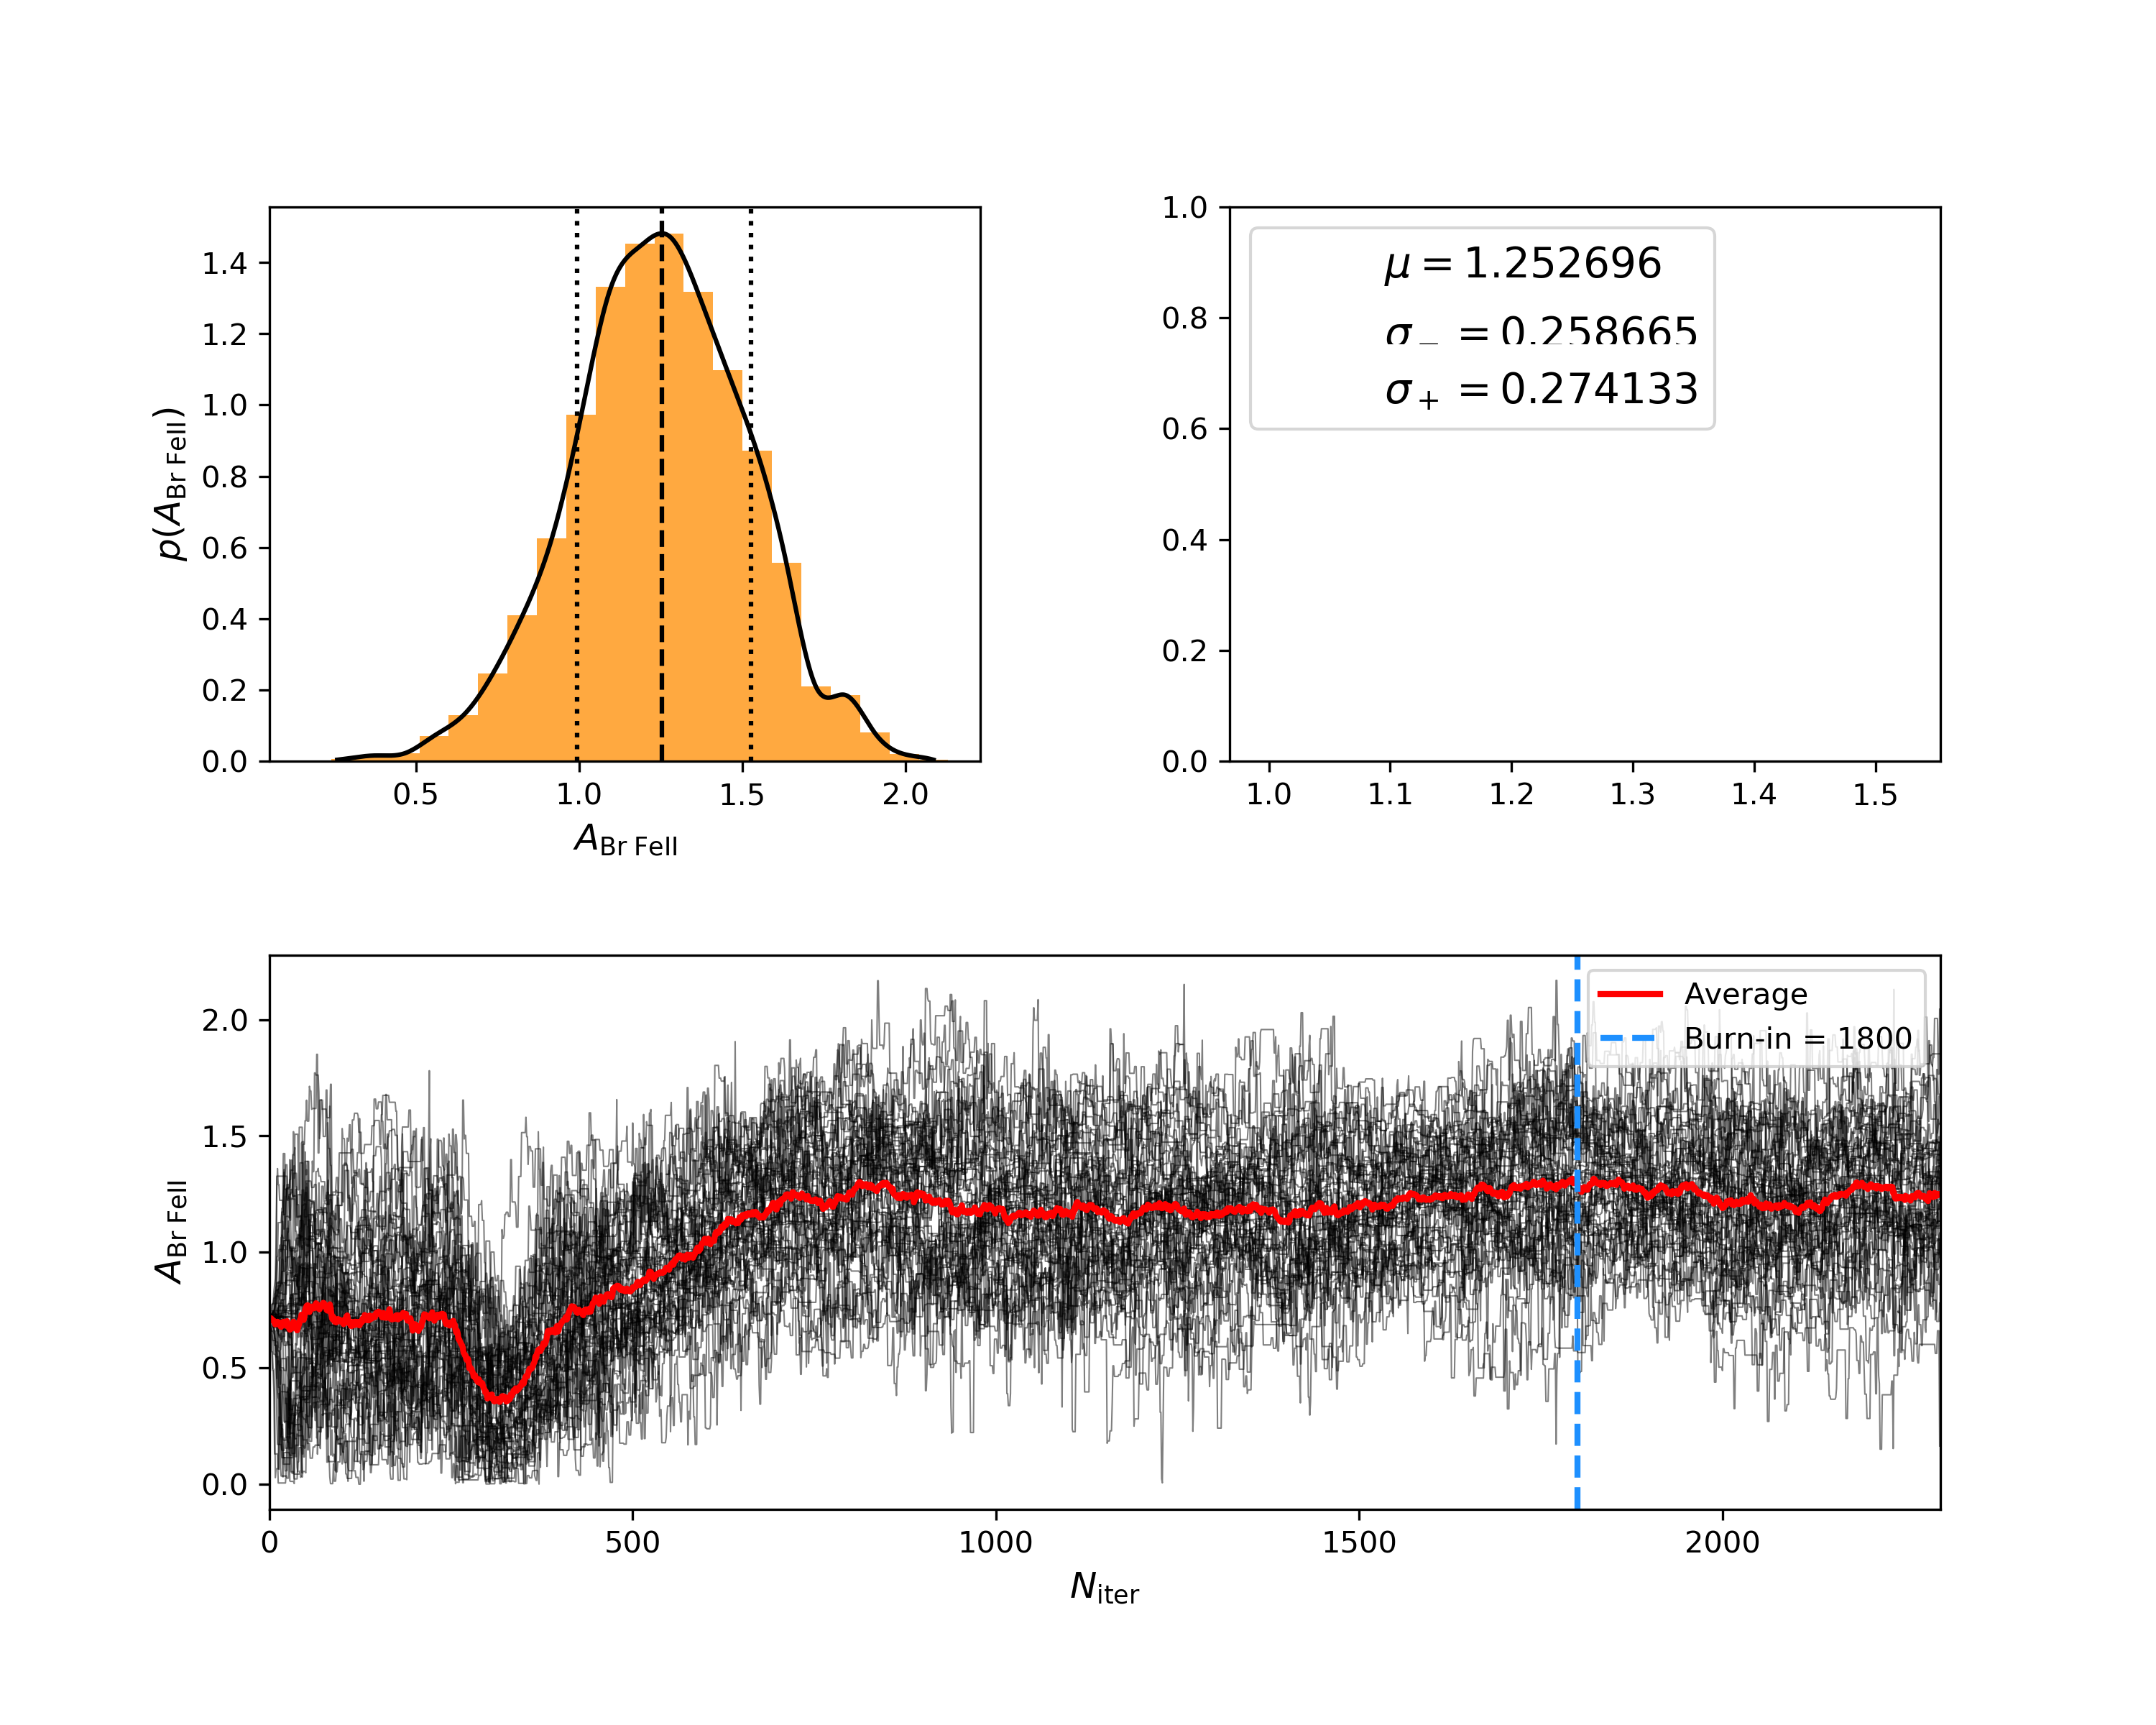 1.4
1.2
1.0
0.8
0.6
0.4
0.2
0.0
p(A_Br FeII)
0.5 1.0 1.5 2.0
A_Br FeII
1.0
0.8
0.6
0.4
0.2
0.0
μ = 1.252696
σ_- = 0.258665
σ_+ = 0.274133
1.0 1.1 1.2 1.3 1.4 1.5
2.0
1.5
1.0
0.5
0.0
A_Br FeII
Average
Burn-in = 1800
0 500 1000 1500 2000
N_iter